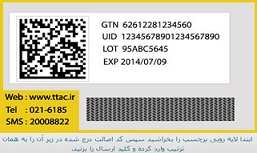 GTN 62612281234560
UID 12345678901234567890
LOT 95ABC5645
EXP 2014/07/09
Web : www.ttac.ir
Tel : 021-6185
SMS : 20008822
ابتدا لایه رویی برچسب را بخراشید سپس کد اصالت درج شده در زیر آن را به همان
ترتیب وارد کرده و کلید ارسال را بزنید.